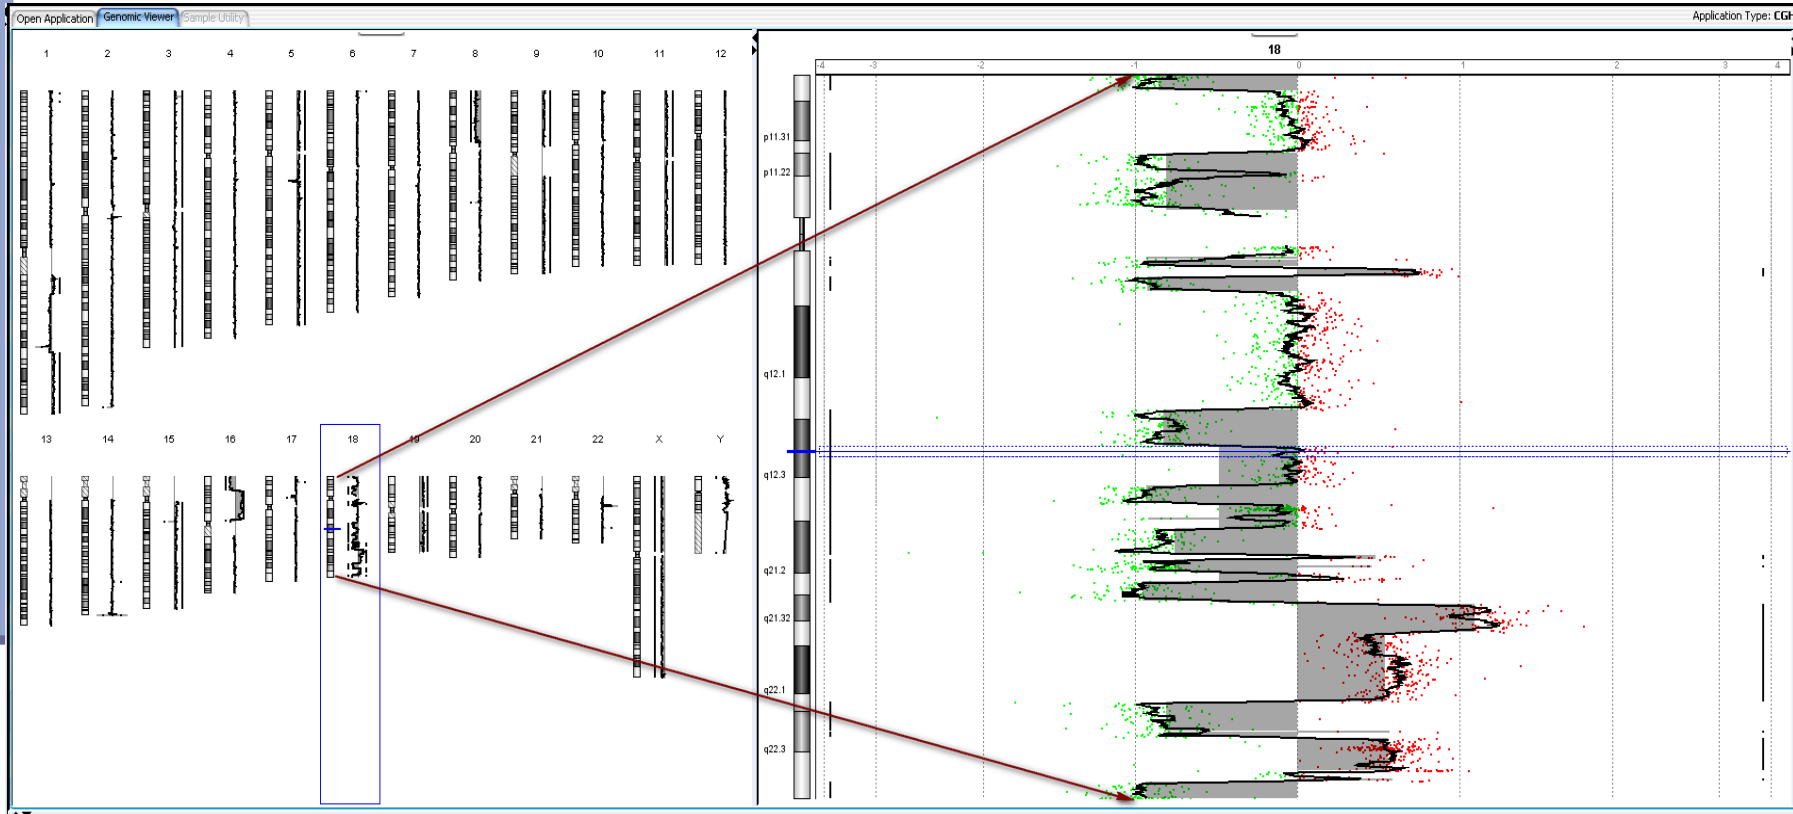 Open Application Genomic Viewer Sample Utility Application Type: CGH
1 2 3 4 5 6 7 8 9 10 11 12
13 14 15 16 17 18 19 20 21 22 X Y
18
-4 -3 -2 -1 0 1 2 3 4
p11.31
p11.22
q12.1
q12.3
q21.2
q21.32
q22.1
q22.3